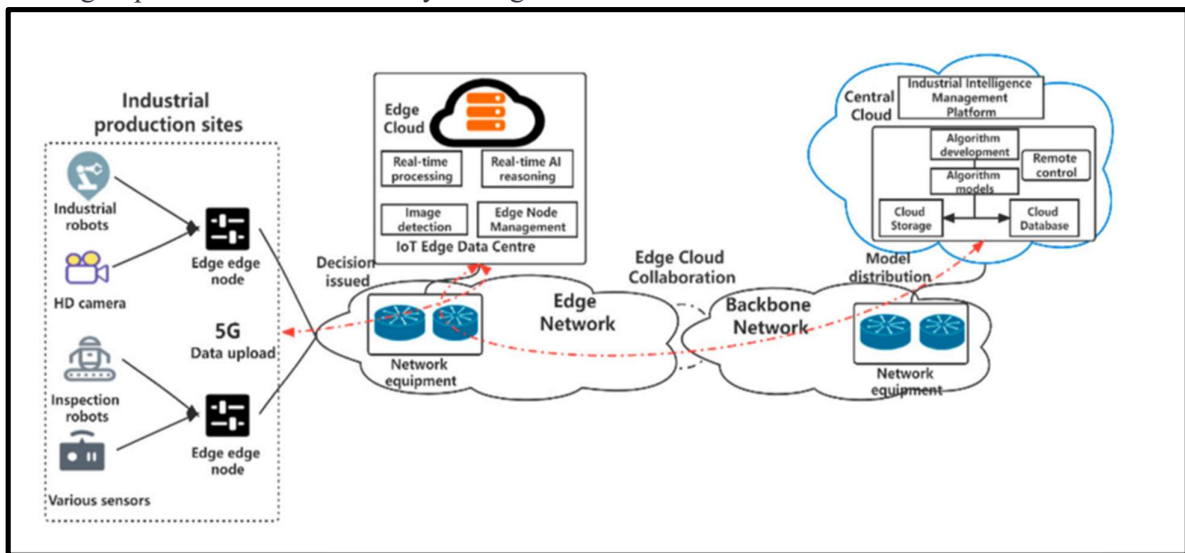 Industrial
production sites
Industrial
robots
HD camera
Inspection
robots
Various sensors
Edge edge
node
5G
Data upload
Edge edge
node
Edge
Cloud
Real-time
processing
Real-time AI
reasoning
Image
detection
Edge Node
Management
IoT Edge Data Centre
Decision
issued
Edge
Network
Network
equipment
Edge Cloud
Collaboration
Backbone
Network
Model
distribution
Network
equipment
Central
Cloud
Industrial Intelligence
Management
Platform
Algorithm
development
Remote
control
Algorithm
models
Cloud
Storage
Cloud
Database